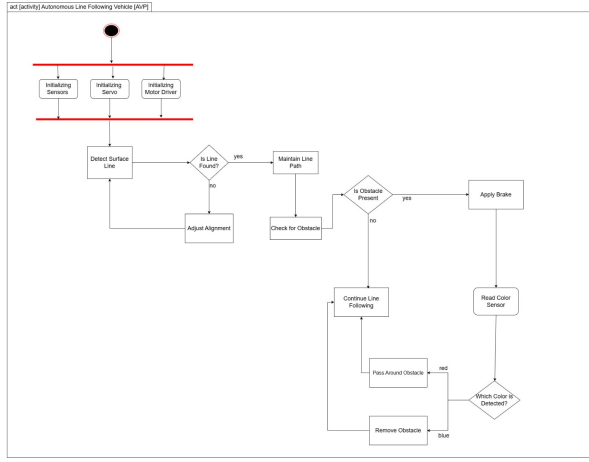 act [activity] Autonomous Line Following Vehicle [AVP]
Initializing
Sensors
Initializing
Servo
Initializing
Motor Driver
Detect Surface
Line
Is Line
Found?
yes
no
Maintain Line
Path
Adjust Alignment
Check for Obstacle
Is Obstacle
Present
yes
no
Apply Brake
Continue Line
Following
Read Color
Sensor
Pass Around Obstacle
red
Which Color is
Detected?
Remove Obstacle
blue